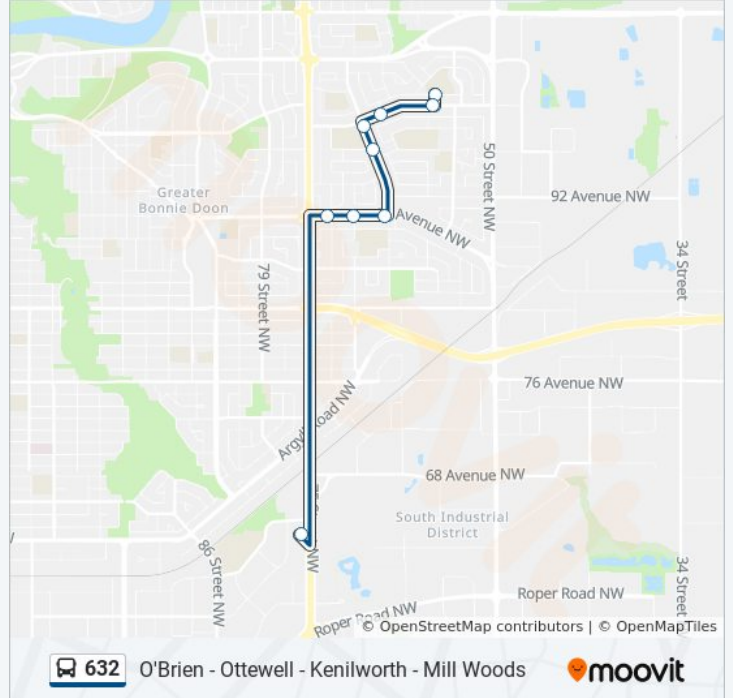 50 Street NW
Greater
Bonnie Doon
92 Avenue NW
Avenue NW
34 Street
79 Street NW
76 Avenue NW
Argyll Road NW
68 Avenue NW
South Industrial
District
NW
86 Street NW
34 Street
Roper Road NW
Roper Road NW
© OpenStreetMap contributors | © OpenMapTiles
632 O'Brien - Ottewell - Kenilworth - Mill Woods
moovit